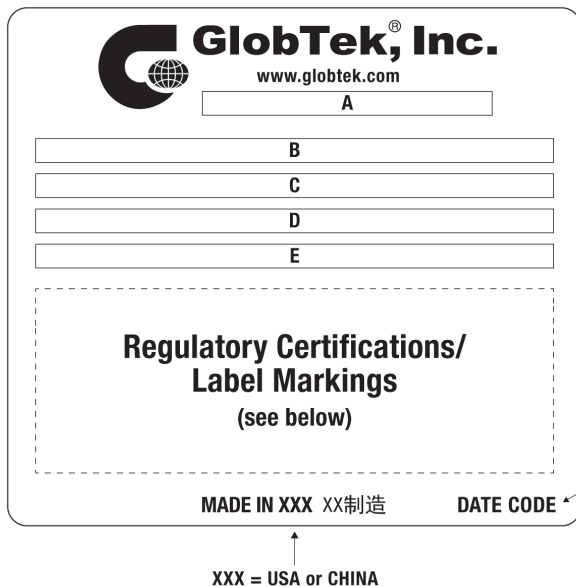 GlobTek,® Inc.
www.globtek.com
A
B
C
D
E
Regulatory Certifications/
Label Markings
(see below)
MADE IN XXX XX制造 DATE CODE
XXX = USA or CHINA